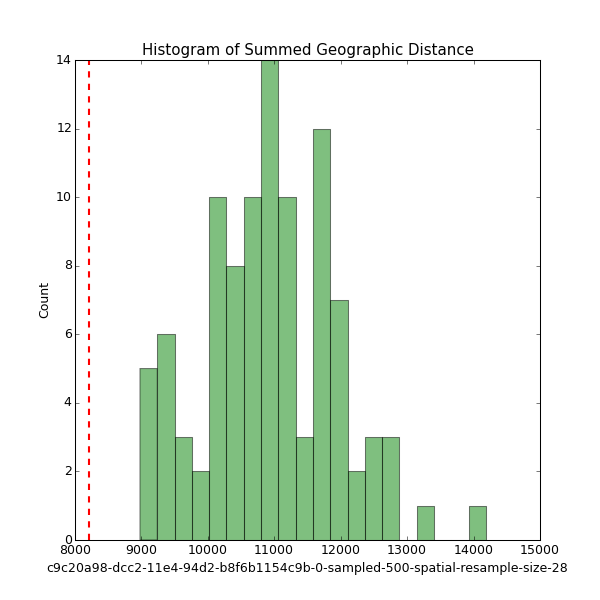 Histogram of Summed Geographic Distance
14
12
10
8
6
4
2
0
Count
8000 9000 10000 11000 12000 13000 14000 15000
c9c20a98-dcc2-11e4-94d2-b8f6b1154c9b-0-sampled-500-spatial-resample-size-28